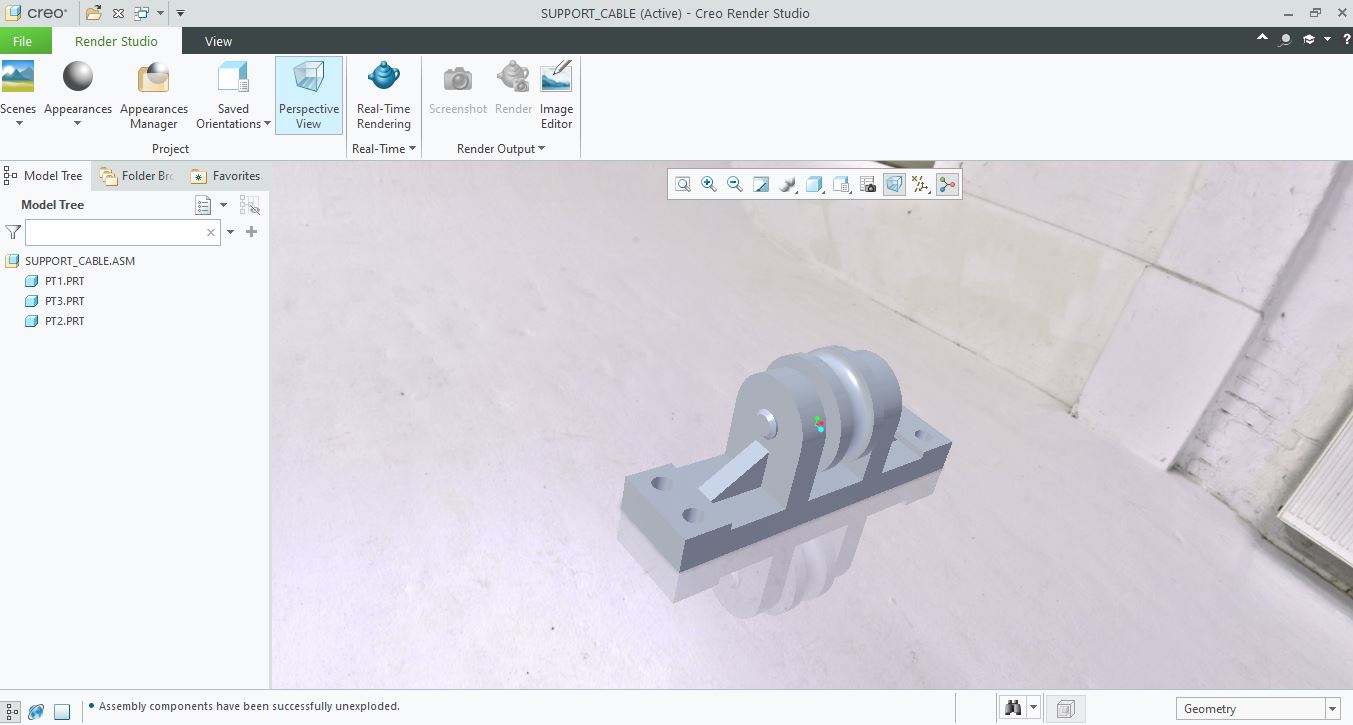 creo
SUPPORT_CABLE (Active) - Creo Render Studio
File
Render Studio
View
Scenes
Appearances
Appearances
Manager
Saved
Orientations
Perspective
View
Real-Time
Rendering
Screenshot
Render
Image
Editor
Project
Real-Time
Render Output
Model Tree
Folder Brc
Favorites
Model Tree
SUPPORT_CABLE.ASM
PT1.PRT
PT3.PRT
PT2.PRT
• Assembly components have been successfully unexploded.
Geometry